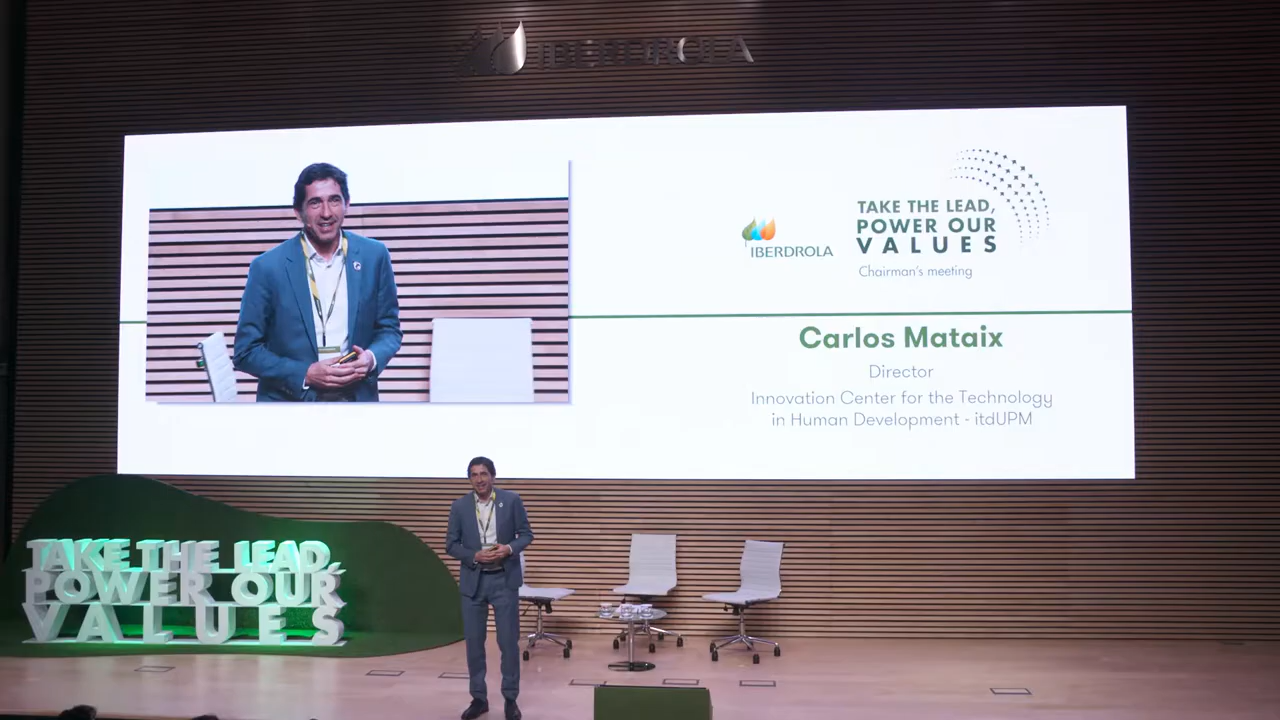 IBERDROLA
IBERDROLA
TAKE THE LEAD,
POWER OUR
VALUES
Chairman's meeting
Carlos Mataix
Director
Innovation Center for the Technology
in Human Development - itdUPM
TAKE THE LEAD,
POWER OUR
VALUES